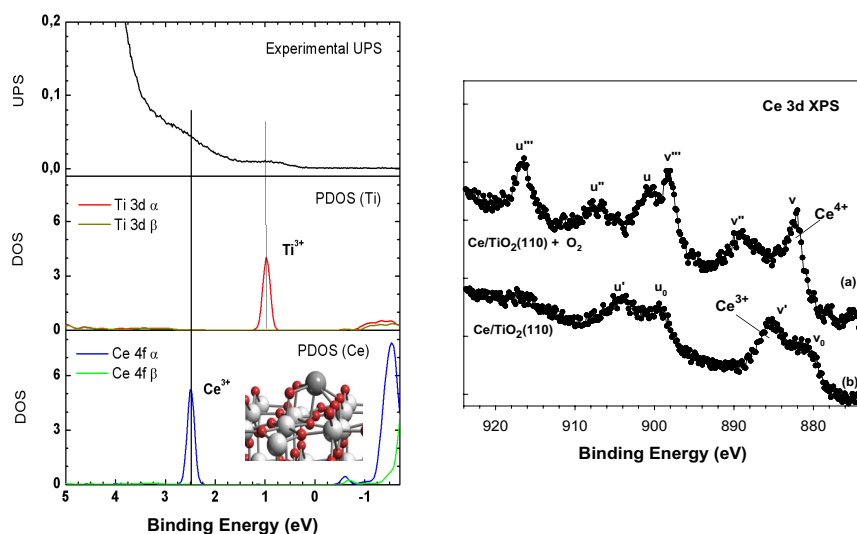 0,2
Experimental UPS
UPS
0,1
0,0
PDOS (Ti)
Ti 3d α
Ti 3d β
6
DOS
Ti3+
3
0
PDOS (Ce)
Ce 4f α
Ce 4f β
6
DOS
Ce3+
3
0
5 4 3 2 1 0 -1
Binding Energy (eV)
Ce 3d XPS
u''' u'' u v''' v'' v
Ce4+
Ce/TiO2(110) + O2
(a)
u' u0 Ce3+ v' v0
Ce/TiO2(110)
(b)
920 910 900 890 880
Binding Energy (eV)